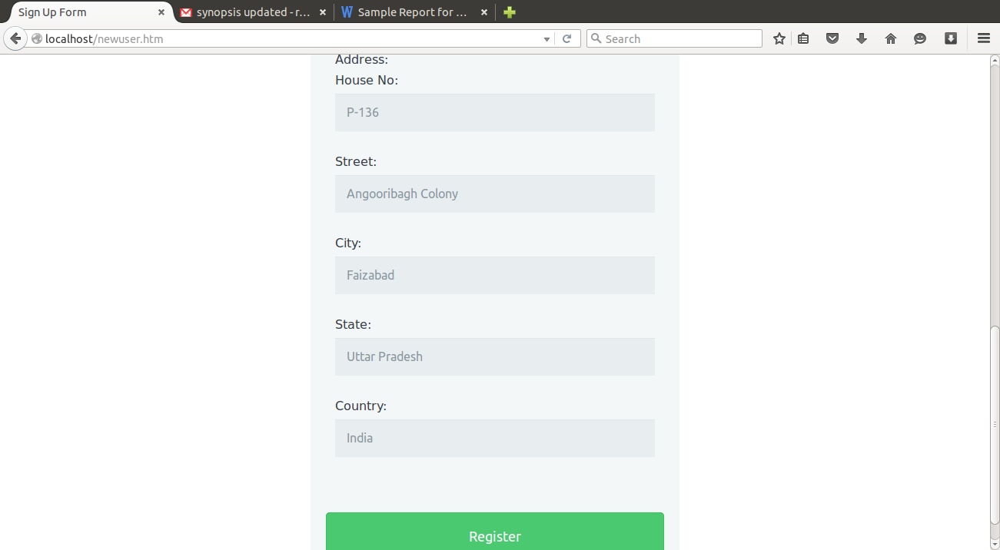 Sign Up Form
synopsis updated - r...
Sample Report for ...
localhost/newuser.htm
Search
Address:
House No:
P-136
Street:
Angooribagh Colony
City:
Faizabad
State:
Uttar Pradesh
Country:
India
Register